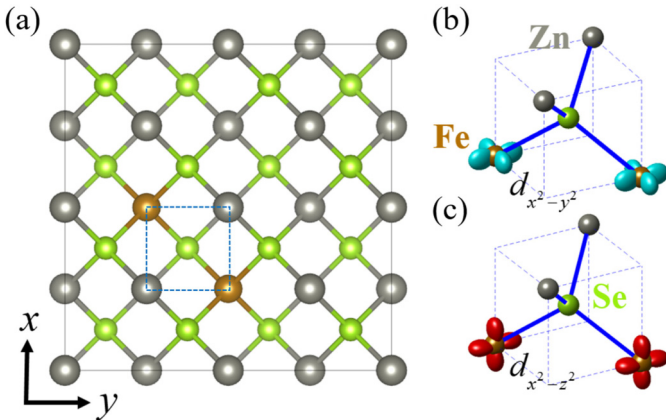 (a)
x
y
(b)
Zn
Fe
d_{x^2-y^2}
(c)
Se
d_{x^2-z^2}